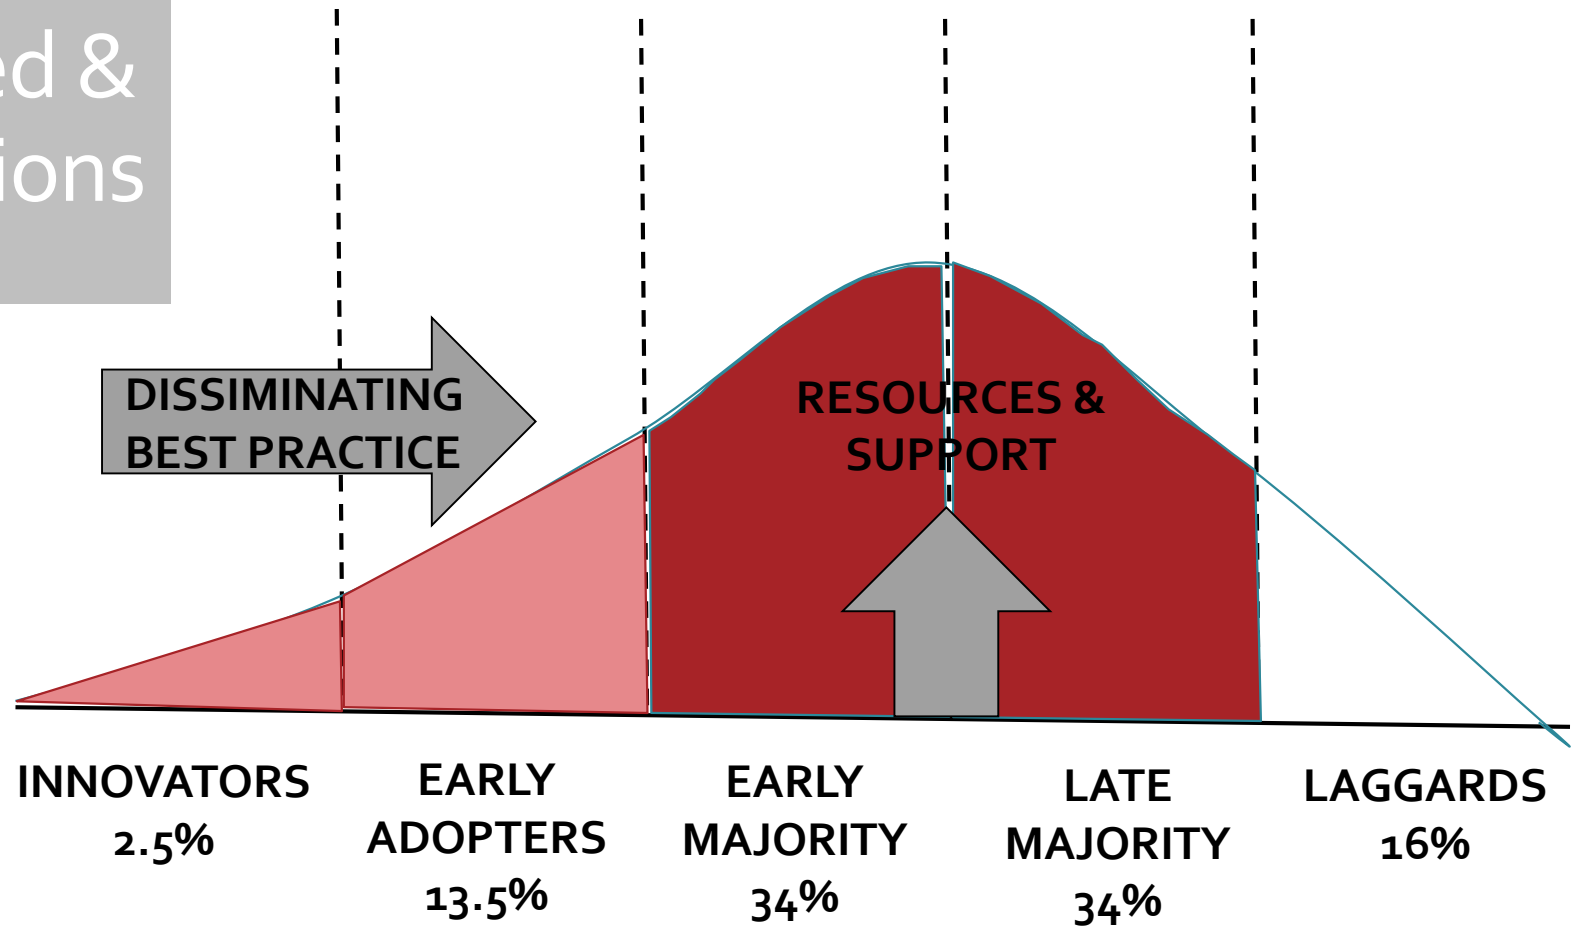 ed &
ions
DISSIMINATING
BEST PRACTICE
RESOURCES &
SUPPORT
INNOVATORS
2.5%
EARLY
ADOPTERS
13.5%
EARLY
MAJORITY
34%
LATE
MAJORITY
34%
LAGGARDS
16%